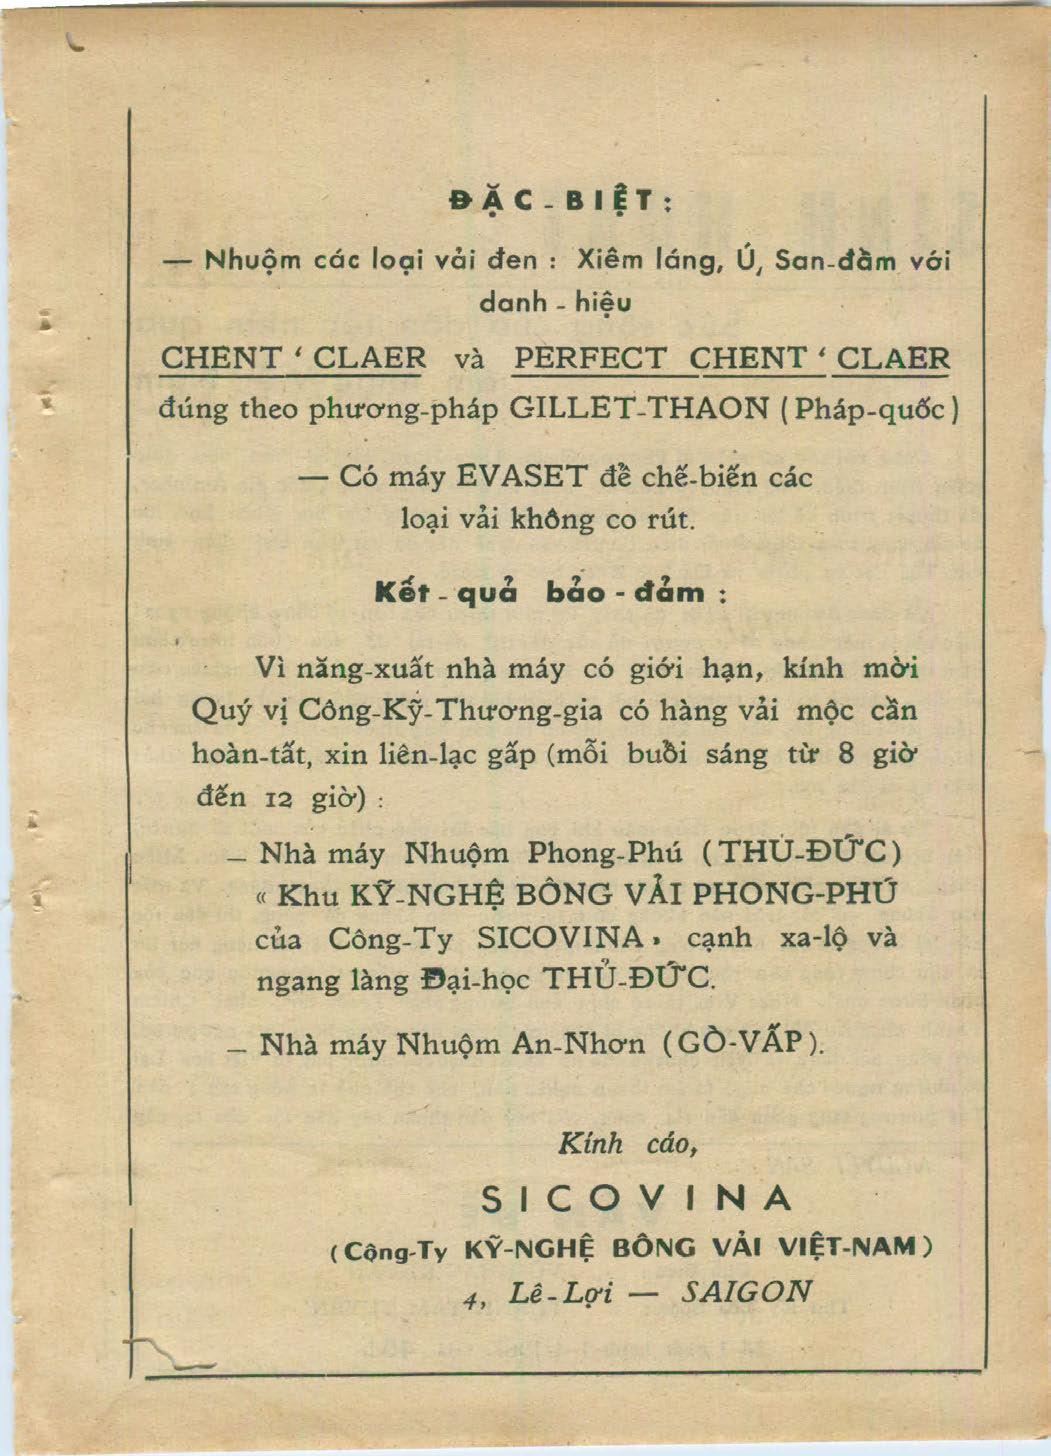 ĐẶC-BIỆT:
— Nhuộm các loại vải đen : Xiêm láng, Ú, San-đầm với
danh - hiệu
CHENT ‘ CLAER và PERFECT CHENT ‘ CLAER
đúng theo phương-pháp GILLET-THAON (Pháp-quốc)
— Có máy EVASET để chế-biến các
loại vải không co rút.
Kết - quả bảo - đảm :
Vì năng-xuất nhà máy có giới hạn, kính mời
Quý vị Công-Kỹ-Thương-gia có hàng vải mộc cần
hoàn-tất, xin liên-lạc gấp (mỗi buổi sáng từ 8 giờ
đến 12 giờ) :
— Nhà máy Nhuộm Phong-Phú (THỦ-ĐỨC)
« Khu KỸ-NGHỆ BÔNG VẢI PHONG-PHÚ
của Công-Ty SICOVINA » cạnh xa-lộ và
ngang làng Đại-học THỦ-ĐỨC.
— Nhà máy Nhuộm An-Nhơn (GÒ-VẤP).
Kính cáo,
SICOVINA
(Công-Ty KỸ-NGHỆ BÔNG VẢI VIỆT-NAM)
4, Lê-Lợi — SAIGON